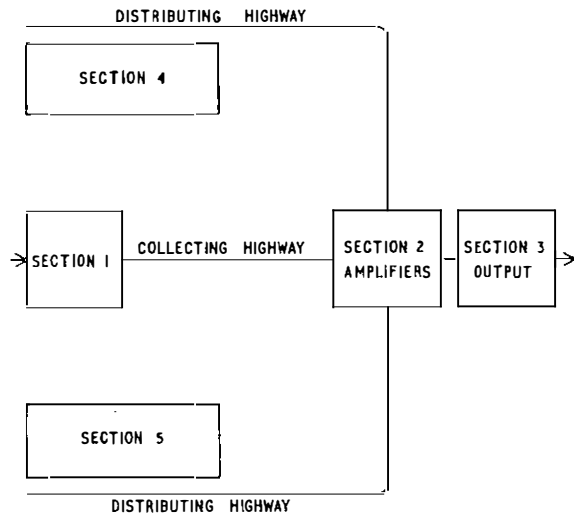 DISTRIBUTING HIGHWAY
SECTION 4
SECTION 1
COLLECTING HIGHWAY
SECTION 2
AMPLIFIERS
SECTION 3
OUTPUT
SECTION 5
DISTRIBUTING HIGHWAY